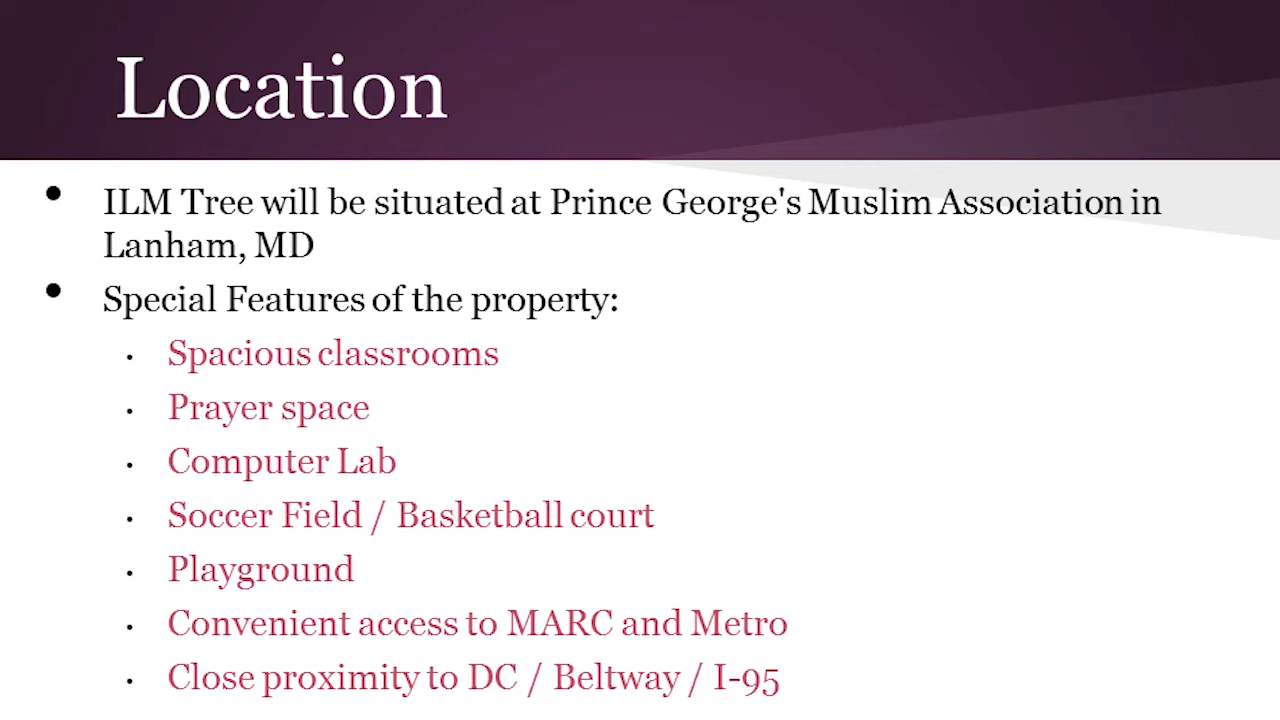 Location
• ILM Tree will be situated at Prince George's Muslim Association in
Lanham, MD
• Special Features of the property:
• Spacious classrooms
• Prayer space
• Computer Lab
• Soccer Field / Basketball court
• Playground
• Convenient access to MARC and Metro
• Close proximity to DC / Beltway / I-95